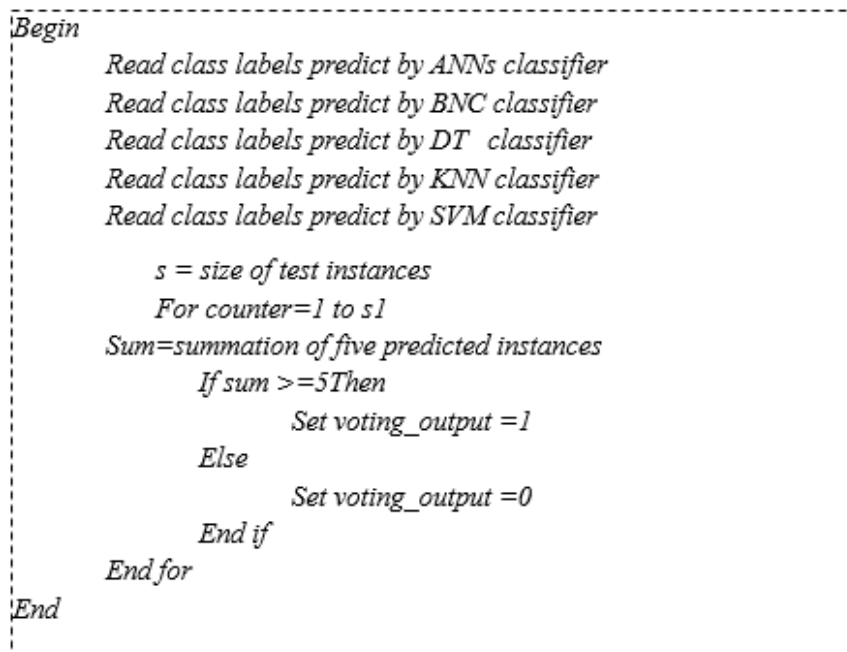 Begin
Read class labels predict by ANNs classifier
Read class labels predict by BNC classifier
Read class labels predict by DT classifier
Read class labels predict by KNN classifier
Read class labels predict by SVM classifier
s = size of test instances
For counter=1 to s1
Sum=summation of five predicted instances
If sum >=5Then
Set voting_output =1
Else
Set voting_output =0
End if
End for
End